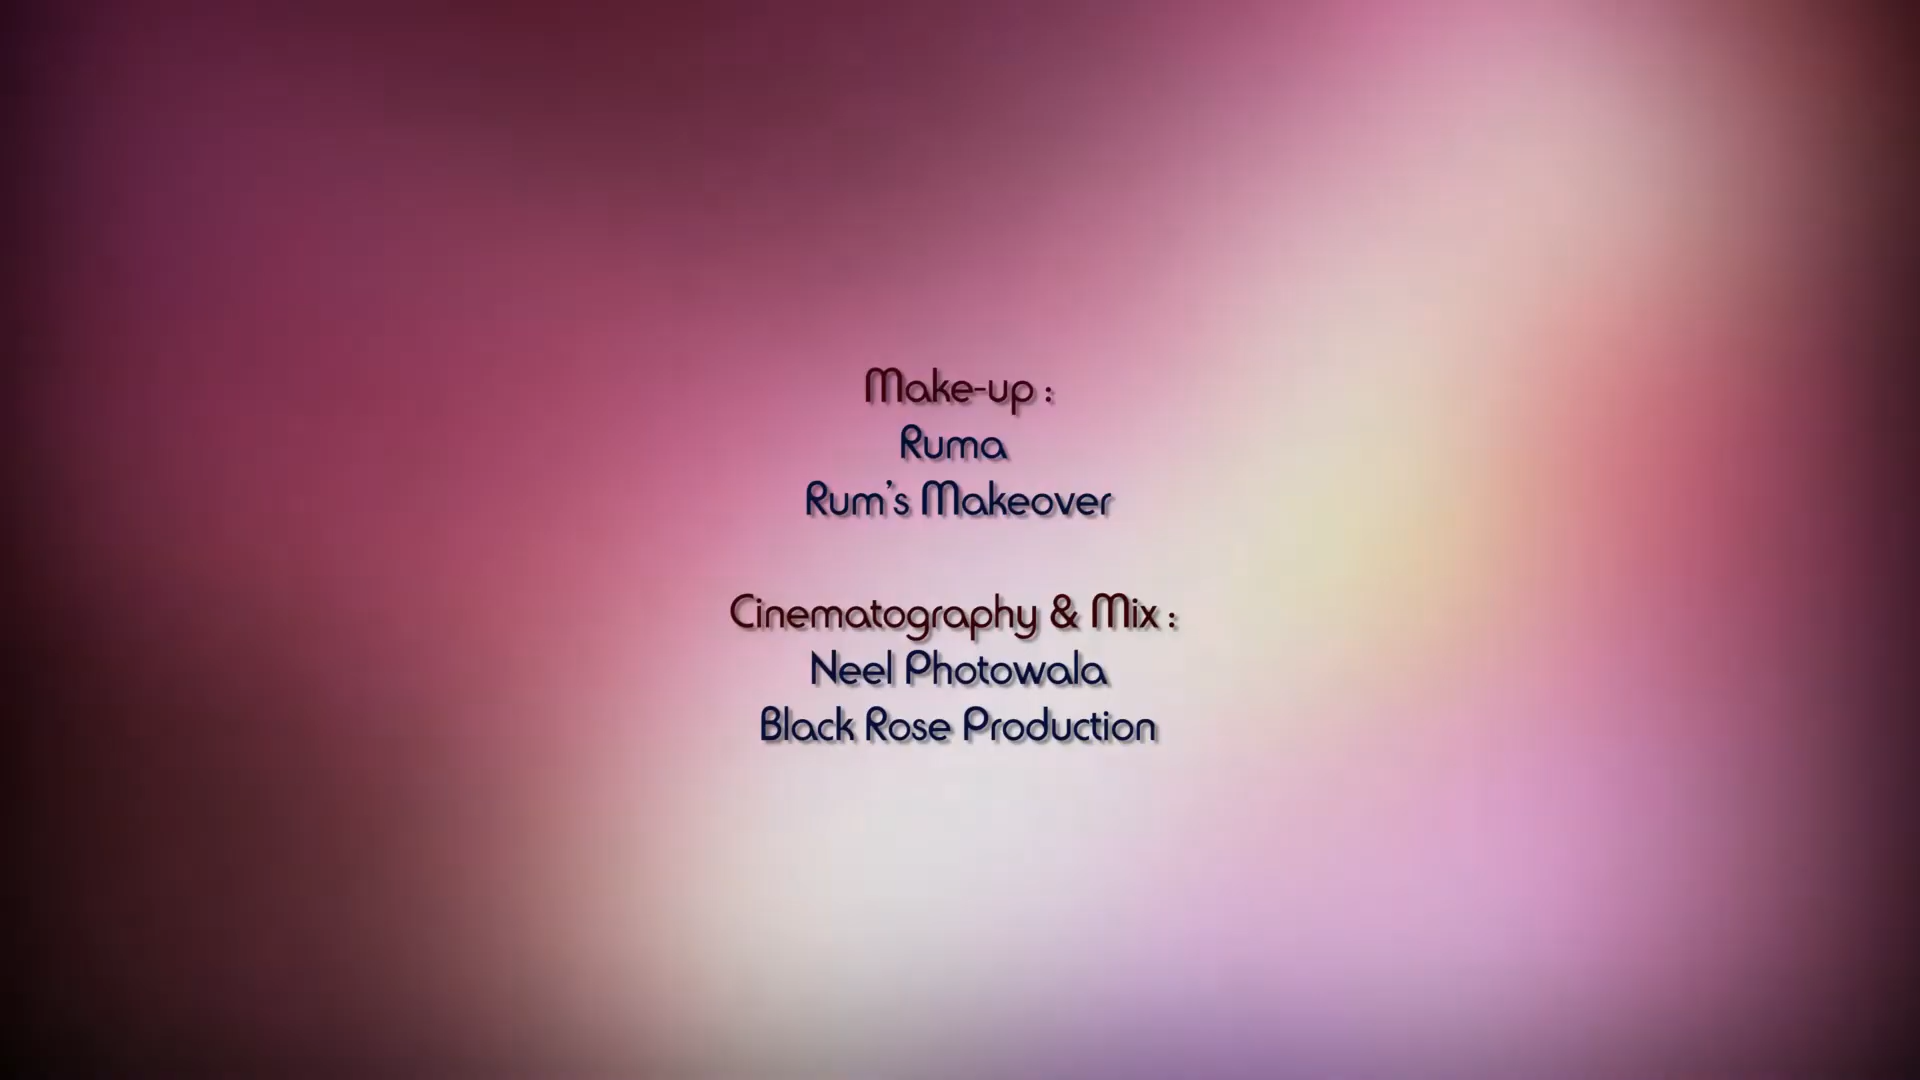 Make-up :
Ruma
Rum's Makeover
Cinematography & Mix :
Neel Photowala
Black Rose Production